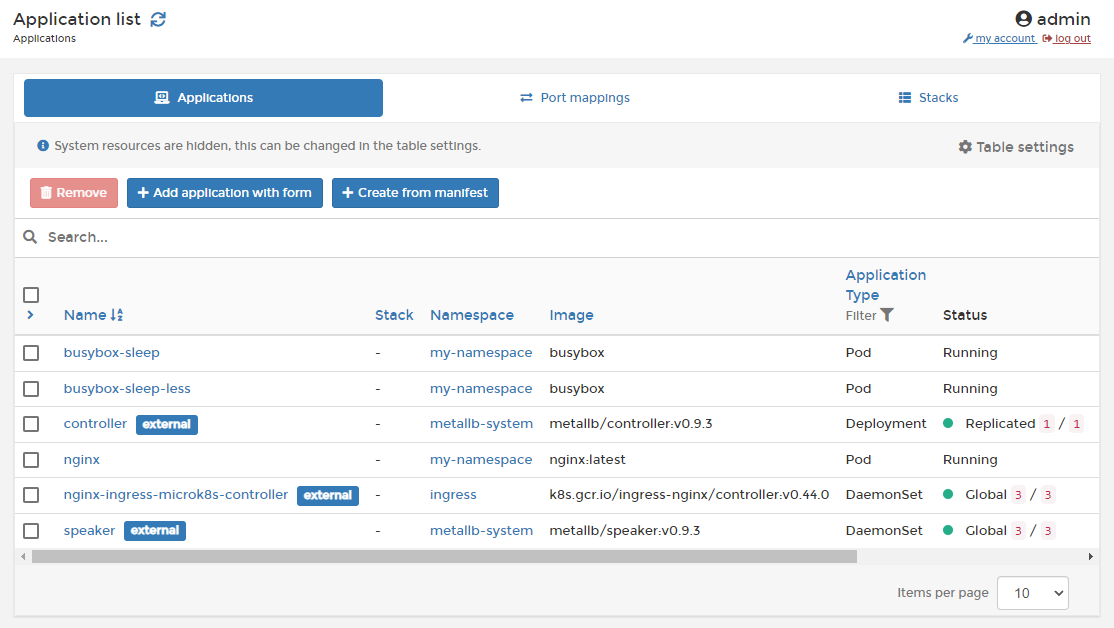 Application list admin
Applications my account log out
Applications Port mappings Stacks
System resources are hidden, this can be changed in the table settings. Table settings
Remove Add application with form Create from manifest
Search...
Application
Type
Name Stack Namespace Image Filter Status
busybox-sleep - my-namespace busybox Pod Running
busybox-sleep-less - my-namespace busybox Pod Running
controller external - metallb-system metallb/controller:v0.9.3 Deployment Replicated 1 / 1
nginx - my-namespace nginx:latest Pod Running
nginx-ingress-microk8s-controller external - ingress k8s.gcr.io/ingress-nginx/controller:v0.44.0 DaemonSet Global 3 / 3
speaker external - metallb-system metallb/speaker:v0.9.3 DaemonSet Global 3 / 3
Items per page 10